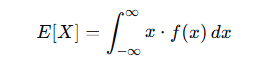 E[X] = ∫_{-∞}^{∞} x · f(x) dx